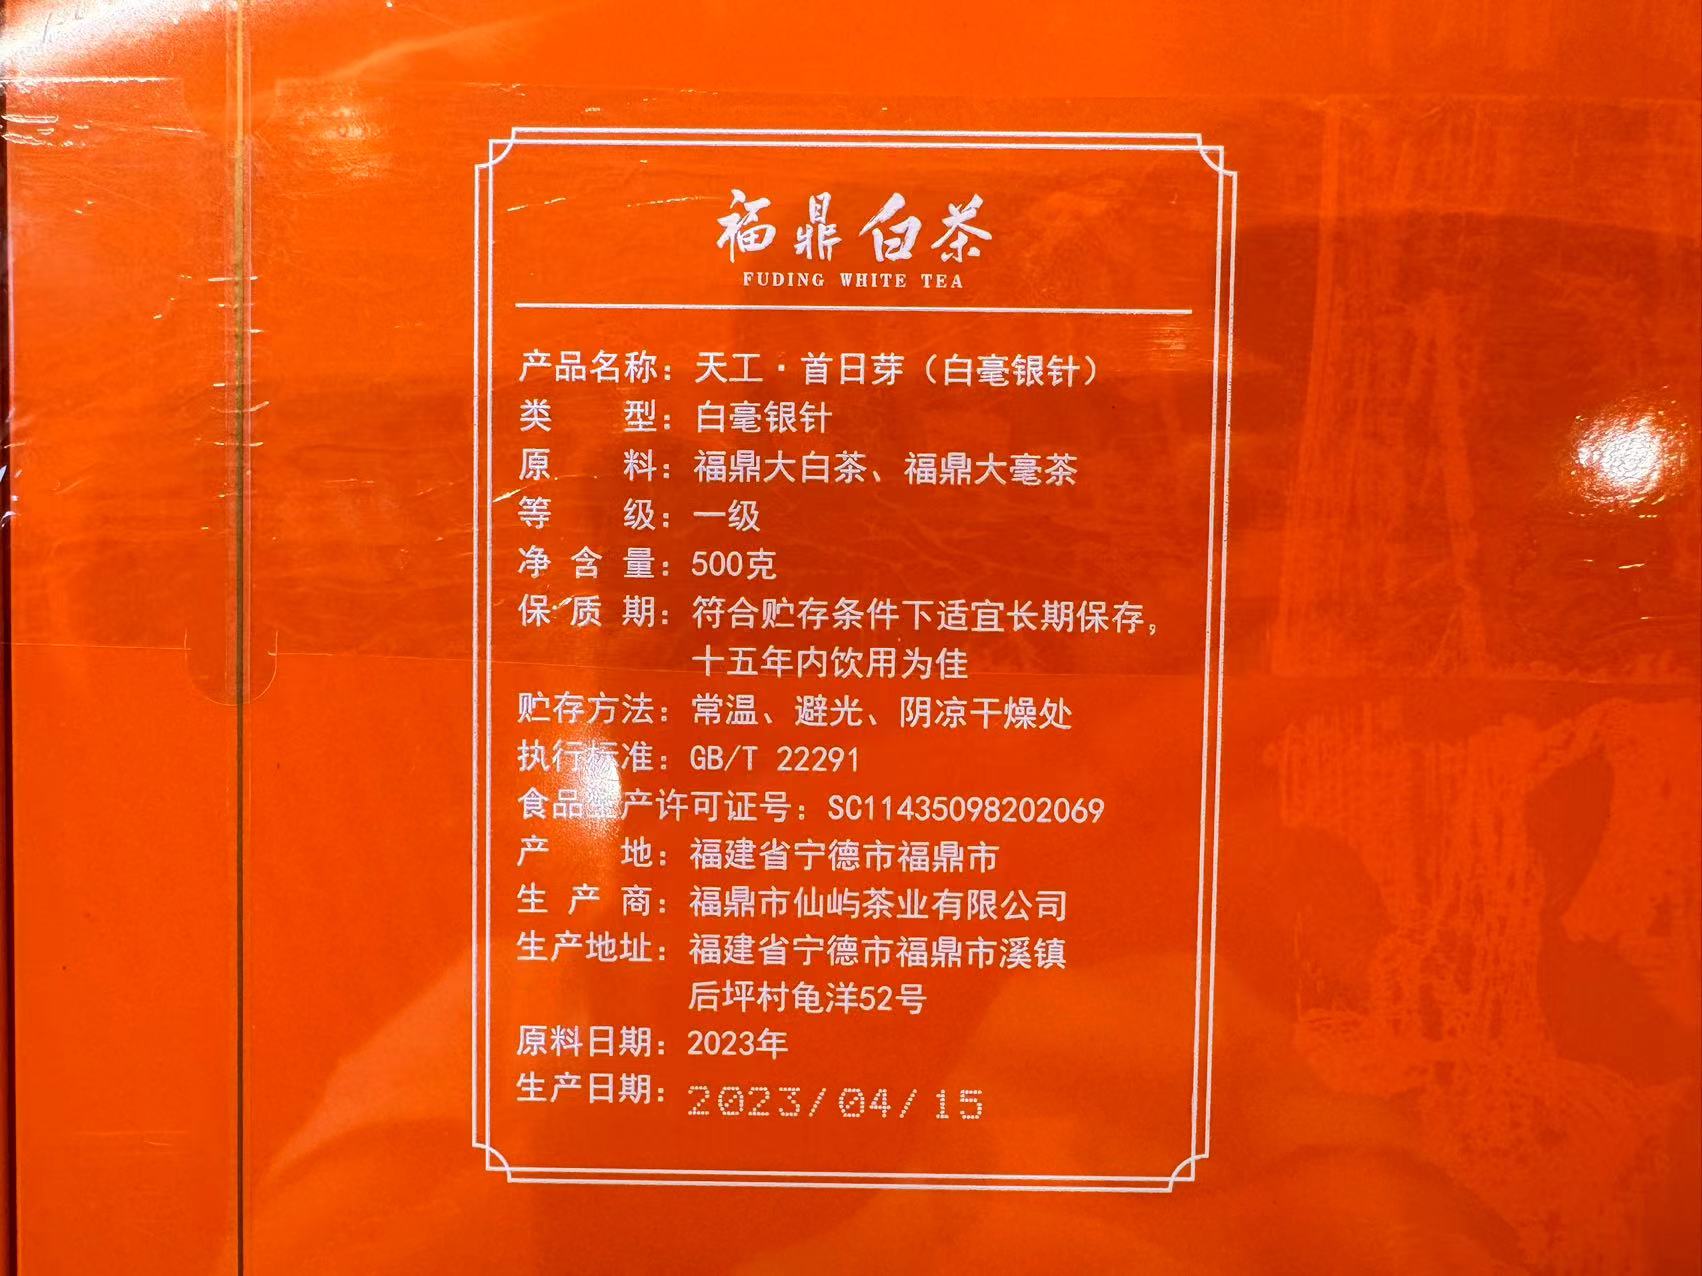 福鼎白茶
FUDING WHITE TEA
产品名称：天工·首日芽（白毫银针）
类 型：白毫银针
原 料：福鼎大白茶、福鼎大毫茶
等 级：一级
净 含 量：500克
保 质 期：符合贮存条件下适宜长期保存，
十五年内饮用为佳
贮存方法：常温、避光、阴凉干燥处
执行标准：GB/T 22291
食品生产许可证号：SC11435098202069
产 地：福建省宁德市福鼎市
生 产 商：福鼎市仙屿茶业有限公司
生产地址：福建省宁德市福鼎市溪镇
后坪村龟洋52号
原料日期：2023年
生产日期：2023/04/15